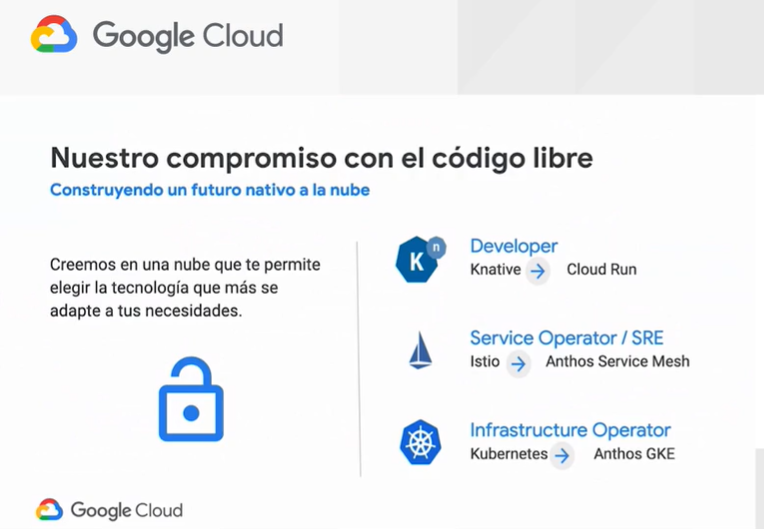 Google Cloud
Nuestro compromiso con el código libre
Construyendo un futuro nativo a la nube
Creemos en una nube que te permite
elegir la tecnología que más se
adapte a tus necesidades.
K n
Developer
Knative → Cloud Run
Service Operator / SRE
Istio → Anthos Service Mesh
Infrastructure Operator
Kubernetes → Anthos GKE
Google Cloud